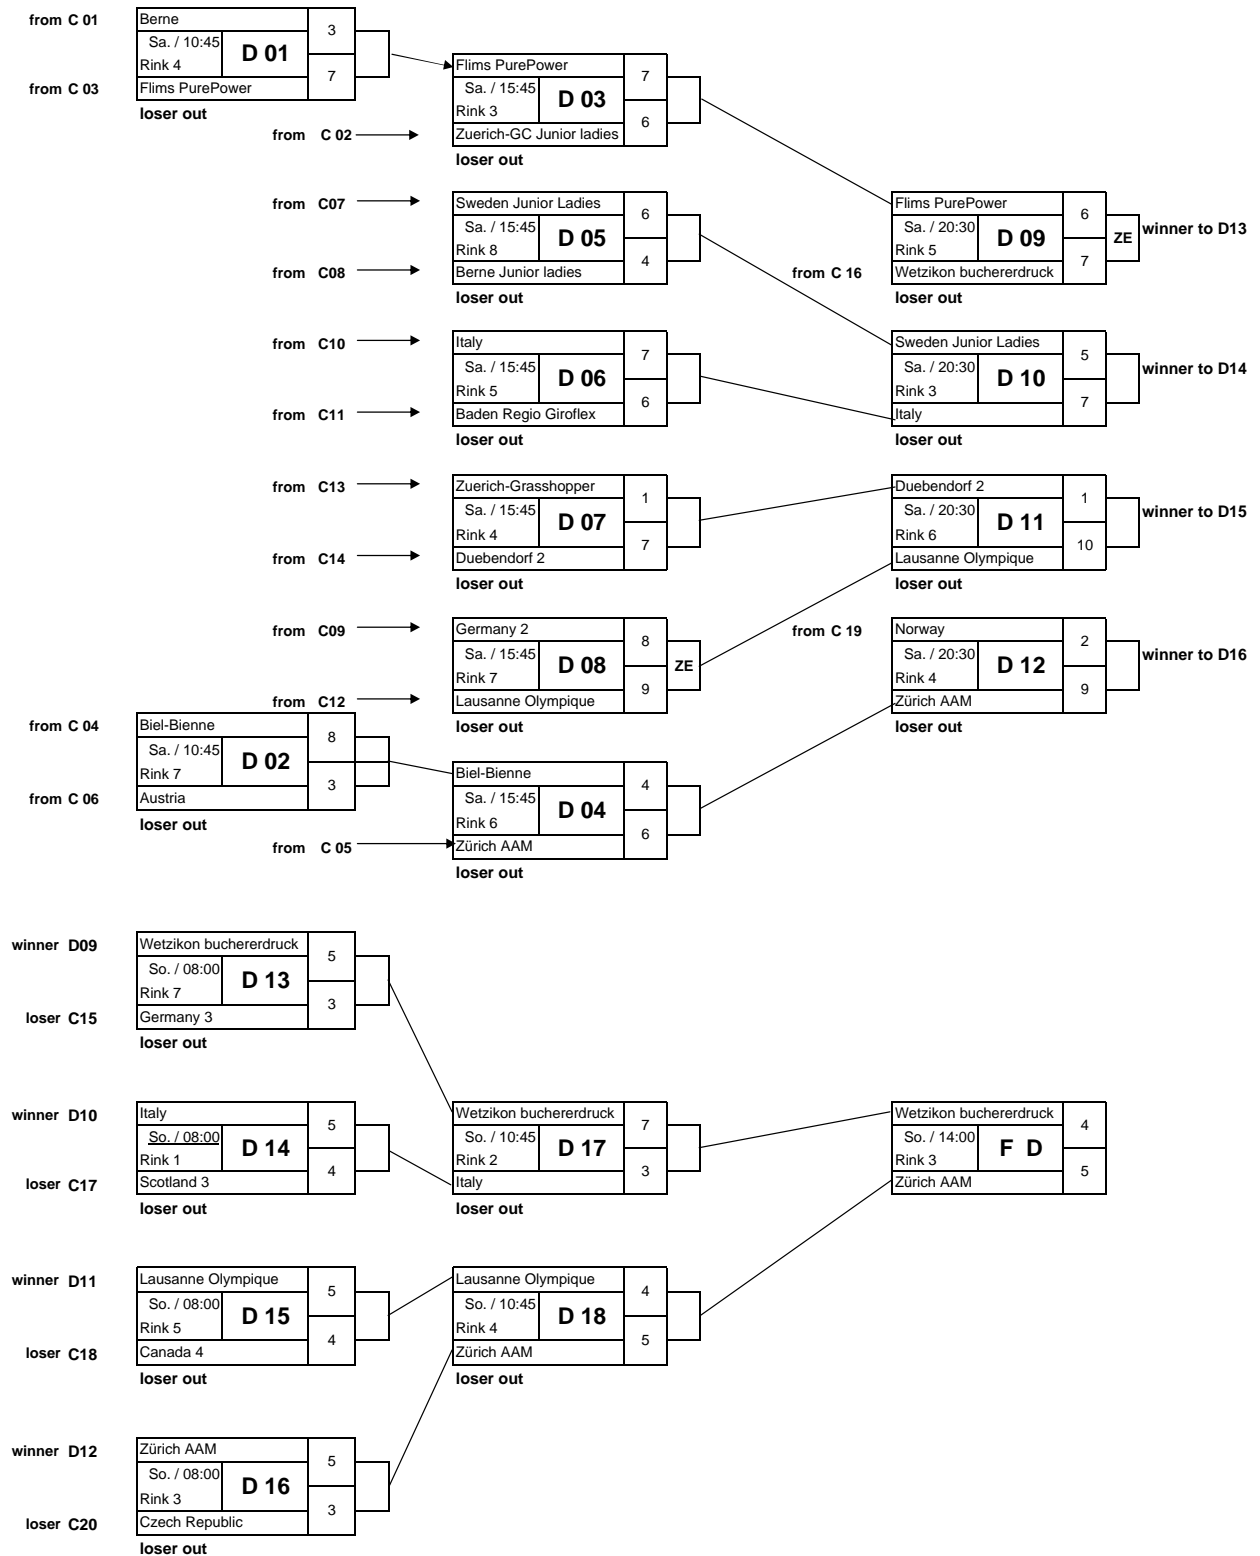 from C 01
Berne
3
Sa. / 10:45
D 01
Rink 4
7
from C 03
Flims PurePower
loser out
Flims PurePower
7
Sa. / 15:45
D 03
Rink 3
6
from C 02
Zuerich-GC Junior ladies
loser out
from C07
Sweden Junior Ladies
6
Sa. / 15:45
D 05
Rink 8
4
from C08
Berne Junior ladies
loser out
Flims PurePower
6
Sa. / 20:30
D 09
ZE
winner to D13
Rink 5
7
from C 16
Wetzikon buchererdruck
loser out
from C10
Italy
7
Sa. / 15:45
D 06
Rink 5
6
from C11
Baden Regio Giroflex
loser out
Sweden Junior Ladies
5
Sa. / 20:30
D 10
winner to D14
Rink 3
7
Italy
loser out
from C13
Zuerich-Grasshopper
1
Sa. / 15:45
D 07
Rink 4
7
from C14
Duebendorf 2
loser out
Duebendorf 2
1
Sa. / 20:30
D 11
winner to D15
Rink 6
10
Lausanne Olympique
loser out
from C09
Germany 2
8
Sa. / 15:45
D 08
ZE
Rink 7
9
from C12
Lausanne Olympique
loser out
from C 19
Norway
2
Sa. / 20:30
D 12
winner to D16
Rink 4
9
Zürich AAM
loser out
from C 04
Biel-Bienne
8
Sa. / 10:45
D 02
Rink 7
3
from C 06
Austria
loser out
Biel-Bienne
4
Sa. / 15:45
D 04
Rink 6
6
from C 05
Zürich AAM
loser out
winner D09
Wetzikon buchererdruck
5
So. / 08:00
D 13
Rink 7
3
loser C15
Germany 3
loser out
winner D10
Italy
5
So. / 08:00
D 14
Rink 1
4
loser C17
Scotland 3
loser out
Wetzikon buchererdruck
7
So. / 10:45
D 17
Rink 2
3
Italy
loser out
Wetzikon buchererdruck
4
So. / 14:00
F D
Rink 3
5
Zürich AAM
winner D11
Lausanne Olympique
5
So. / 08:00
D 15
Rink 5
4
loser C18
Canada 4
loser out
Lausanne Olympique
4
So. / 10:45
D 18
Rink 4
5
Zürich AAM
loser out
winner D12
Zürich AAM
5
So. / 08:00
D 16
Rink 3
3
loser C20
Czech Republic
loser out